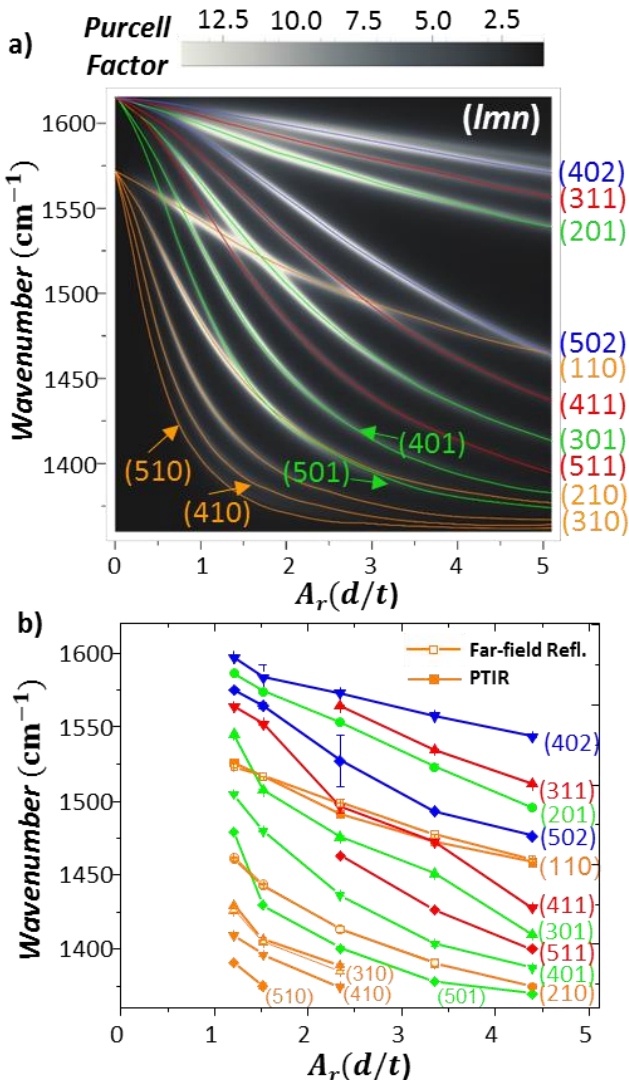 Purcell Factor
12.5 10.0 7.5 5.0 2.5
a)
(lmn)
Wavenumber (cm⁻¹)
1600
1550
1500
1450
1400
(402)
(311)
(201)
(502)
(110)
(411)
(301)
(511)
(210)
(310)
(401)
(501)
(510)
(410)
0 1 2 3 4 5
Aᵣ(d/t)
b)
Far-field Refl.
PTIR
Wavenumber (cm⁻¹)
1600
1550
1500
1450
1400
(402)
(311)
(201)
(502)
(110)
(411)
(301)
(511)
(401)
(210)
(310)
(410)
(510)
(501)
0 1 2 3 4 5
Aᵣ(d/t)